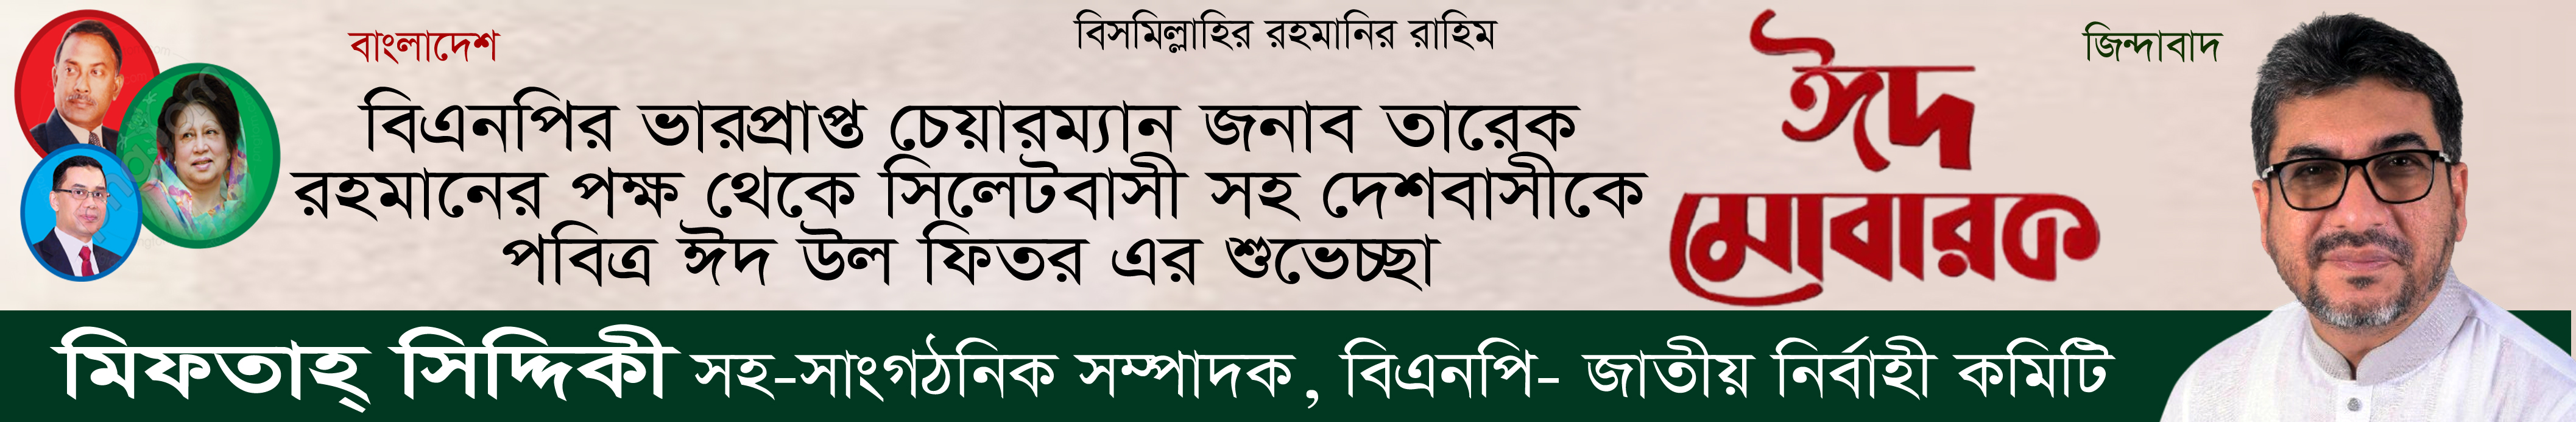 বিসমিল্লাহির রহমানির রাহিম
বাংলাদেশ
জিন্দাবাদ
বিএনপির ভারপ্রাপ্ত চেয়ারম্যান জনাব তারেক
রহমানের পক্ষ থেকে সিলেটবাসী সহ দেশবাসীকে
পবিত্র ঈদ উল ফিতর এর শুভেচ্ছা
ঈদ
মোবারক
মিফতাহ্ সিদ্দিকী সহ-সাংগঠনিক সম্পাদক, বিএনপি- জাতীয় নির্বাহী কমিটি